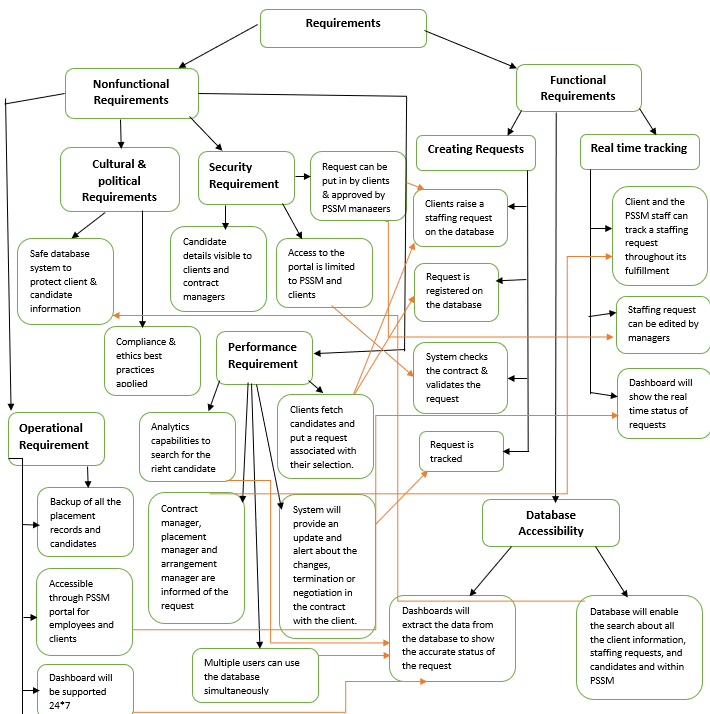 Requirements
Nonfunctional
Requirements
Functional
Requirements
Cultural &
political
Requirements
Security
Requirement
Request can be
put in by clients
& approved by
PSSM managers
Creating Requests
Real time tracking
Clients raise a
staffing request
on the database
Client and the
PSSM staff can
track a staffing
request
throughout its
fulfillment
Safe database
system to
protect client &
candidate
information
Candidate
details visible to
clients and
contract
managers
Access to the
portal is limited
to PSSM and
clients
Request is
registered on
the database
Staffing request
can be edited by
managers
Compliance &
ethics best
practices
applied
Performance
Requirement
System checks
the contract &
validates the
request
Dashboard will
show the real
time status of
requests
Operational
Requirement
Analytics
capabilities to
search for the
right candidate
Clients fetch
candidates and
put a request
associated with
their selection.
Request is
tracked
Backup of all the
placement
records and
candidates
Contract
manager,
placement
manager and
arrangement
manager are
informed of the
request
System will
provide an
update and
alert about the
changes,
termination or
negotiation in
the contract
with the client.
Database
Accessibility
Accessible
through PSSM
portal for
employees and
clients
Dashboards will
extract the data from
the database to show
the accurate status of
the request
Database will enable
the search about all
the client information,
staffing requests, and
candidates and within
PSSM
Multiple users can use
the database
simultaneously
Dashboard will
be supported
24*7